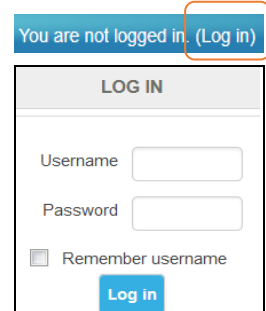 You are not logged in. (Log in)
LOG IN
Username
Password
Remember username
Log in